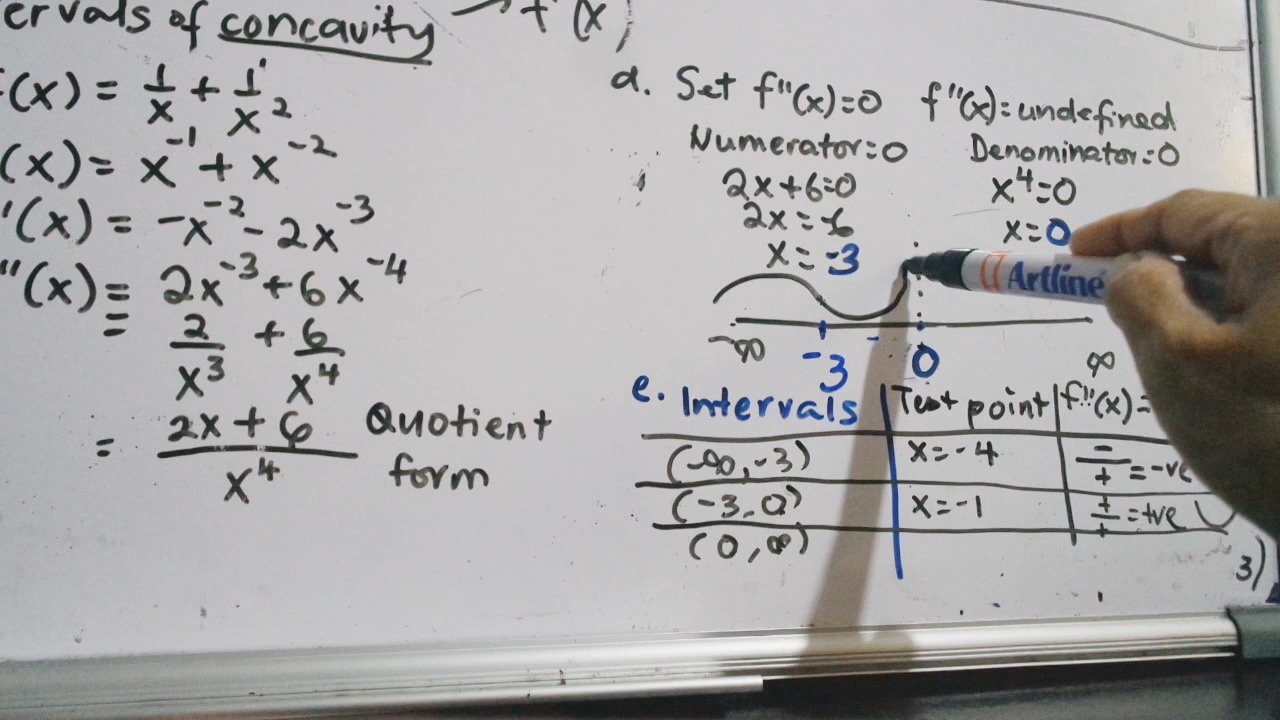 ervals of concavity → f'(x)
f(x) = 1/x + 1/x²
(x) = x⁻¹ + x⁻²
'(x) = -x⁻² - 2x⁻³
"(x) = 2x⁻³ + 6x⁻⁴
= 2/x³ + 6/x⁴
= (2x + 6)/x⁴ Quotient form
d. Set f"(x)=0 f"(x)=undefined
Numerator=0 Denominator=0
2x+6=0 x⁴=0
2x=-6 x=0
x=-3
Artline
-∞ -3 - 0 ∞
e. Intervals Test point f"(x)=
(-∞,-3) x=-4 -/+ = -ve
(-3,0) x=-1 +/+ = +ve
(0,∞)
3)